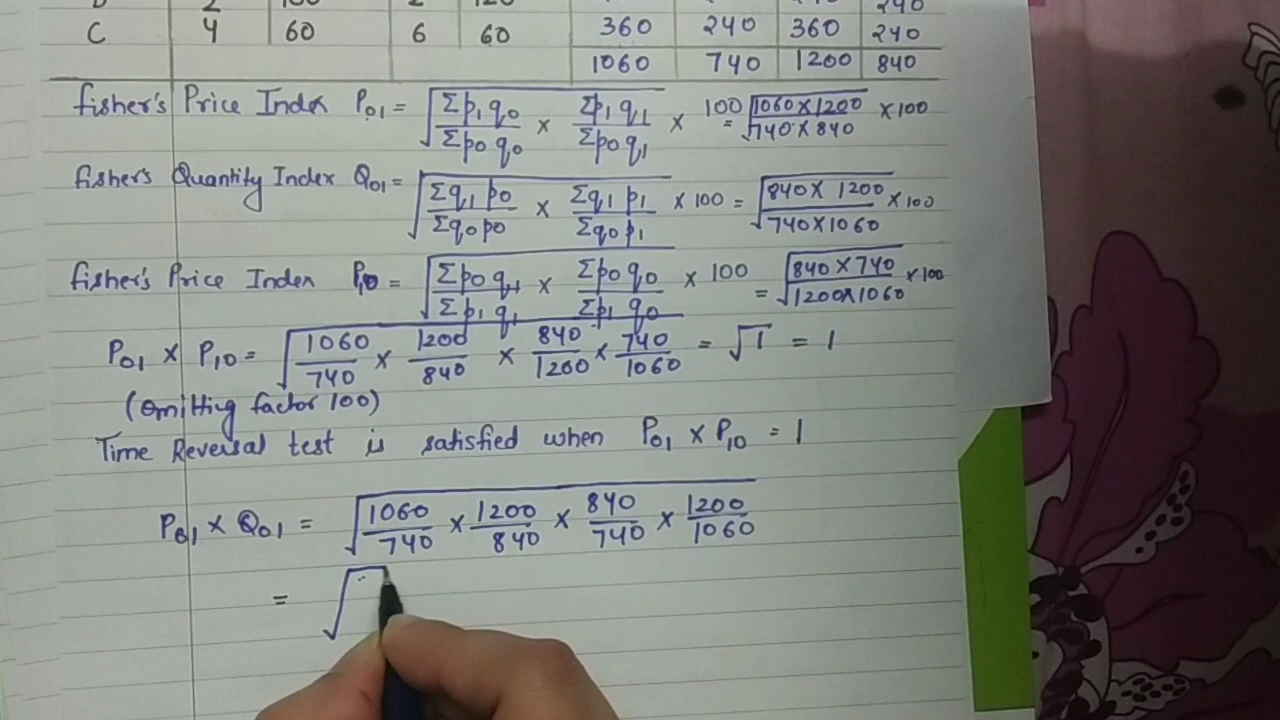 240
C 4 60 6 60 360 240 360 240
1060 740 1200 840
fisher's Price Index P01 = √(Σp1q0/Σp0q0 × Σp1q1/Σp0q1) × 100 = √(1060×1200/740×840) ×100
fisher's Quantity Index Q01 = √(Σq1p0/Σq0p0 × Σq1p1/Σq0p1) × 100 = √(840×1200/740×1060) ×100
fisher's Price Index P10 = √(Σp0q1/Σp1q1 × Σp0q0/Σp1q0) × 100 = √(840×740/1200×1060) ×100
P01 × P10 = √(1060/740 × 1200/840 × 840/1200 × 740/1060) = √1 = 1
(omitting factor 100)
Time Reversal test is satisfied when P01 × P10 = 1
P01 × Q01 = √(1060/740 × 1200/840 × 840/740 × 1200/1060)
= √